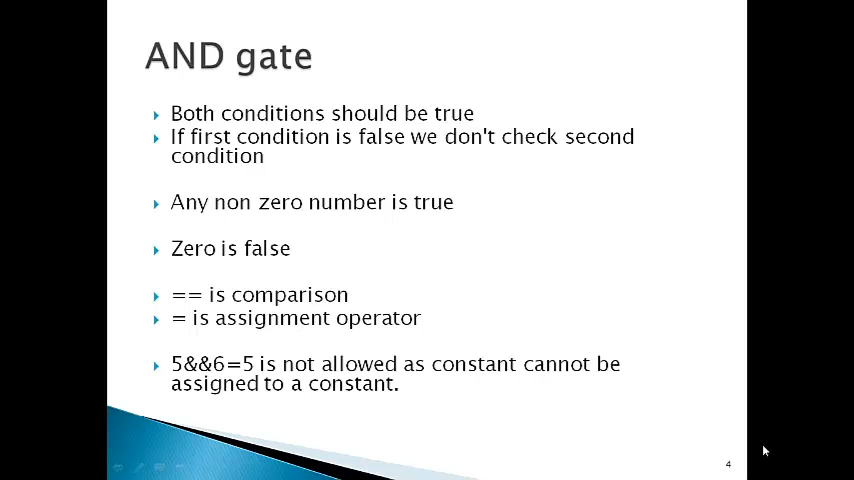 AND gate
Both conditions should be true
If first condition is false we don't check second
condition
Any non zero number is true
Zero is false
== is comparison
= is assignment operator
5&&6=5 is not allowed as constant cannot be
assigned to a constant.
4